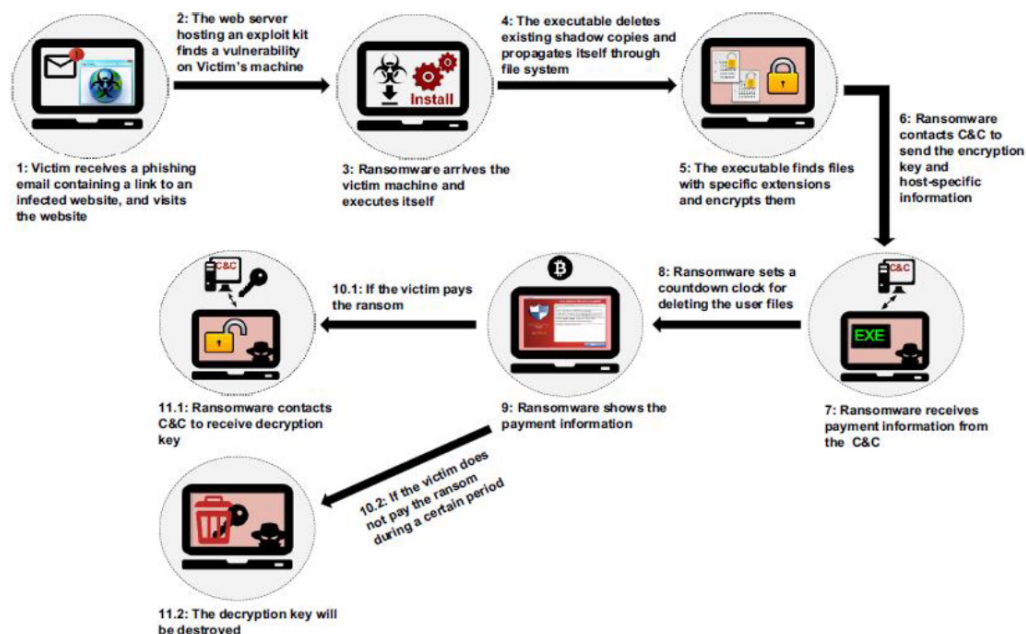 2: The web server
hosting an exploit kit
finds a vulnerability
on Victim's machine
4: The executable deletes
existing shadow copies and
propagates itself through
file system
1
Install
1: Victim receives a phishing
email containing a link to an
infected website, and visits
the website
3: Ransomware arrives the
victim machine and
executes itself
5: The executable finds files
with specific extensions
and encrypts them
6: Ransomware
contacts C&C to
send the encryption
key and
host-specific
information
C&C
10.1: If the victim pays
the ransom
8: Ransomware sets a
countdown clock for
deleting the user files
C&C
EXE
11.1: Ransomware contacts
C&C to receive decryption
key
9: Ransomware shows the
payment information
7: Ransomware receives
payment information from
the C&C
10.2: If the victim does
not pay the ransom
during a certain period
11.2: The decryption key will
be destroyed